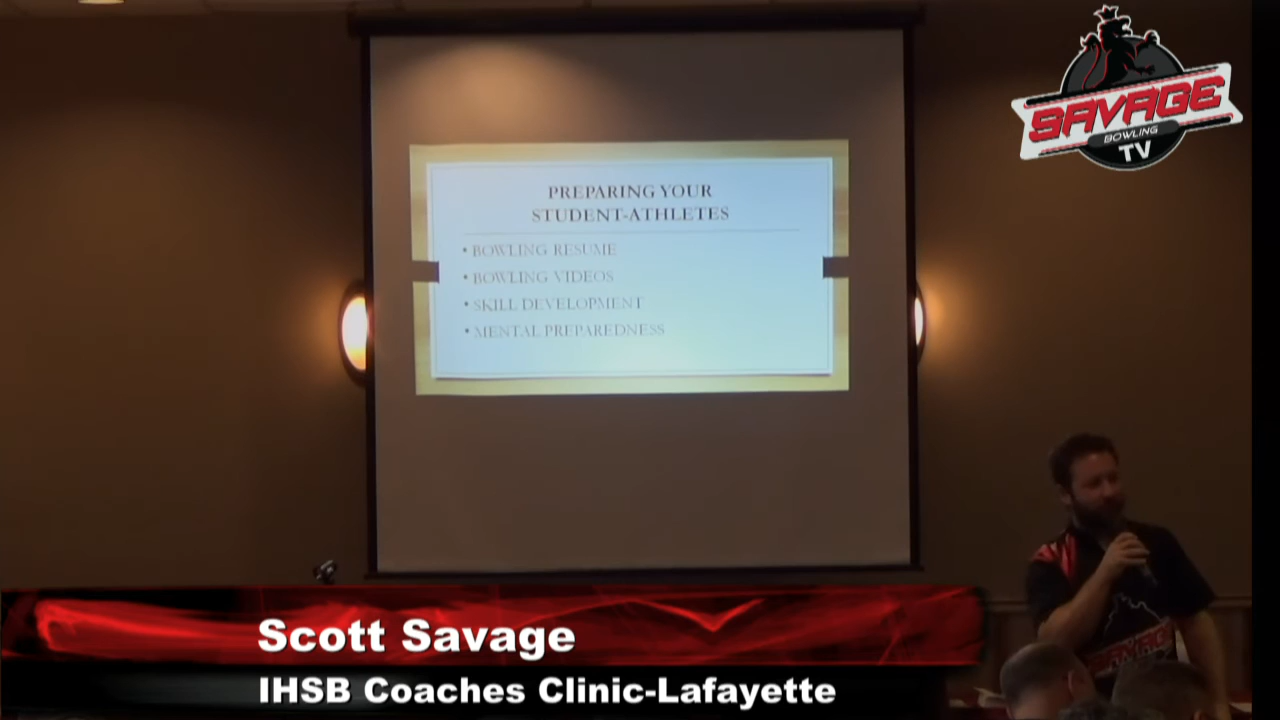 SAVAGE
BOWLING
TV
PREPARING YOUR
STUDENT-ATHLETES
• BOWLING RESUME
• BOWLING VIDEOS
• SKILL DEVELOPMENT
• MENTAL PREPAREDNESS
SAVAGE
Scott Savage
IHSB Coaches Clinic-Lafayette